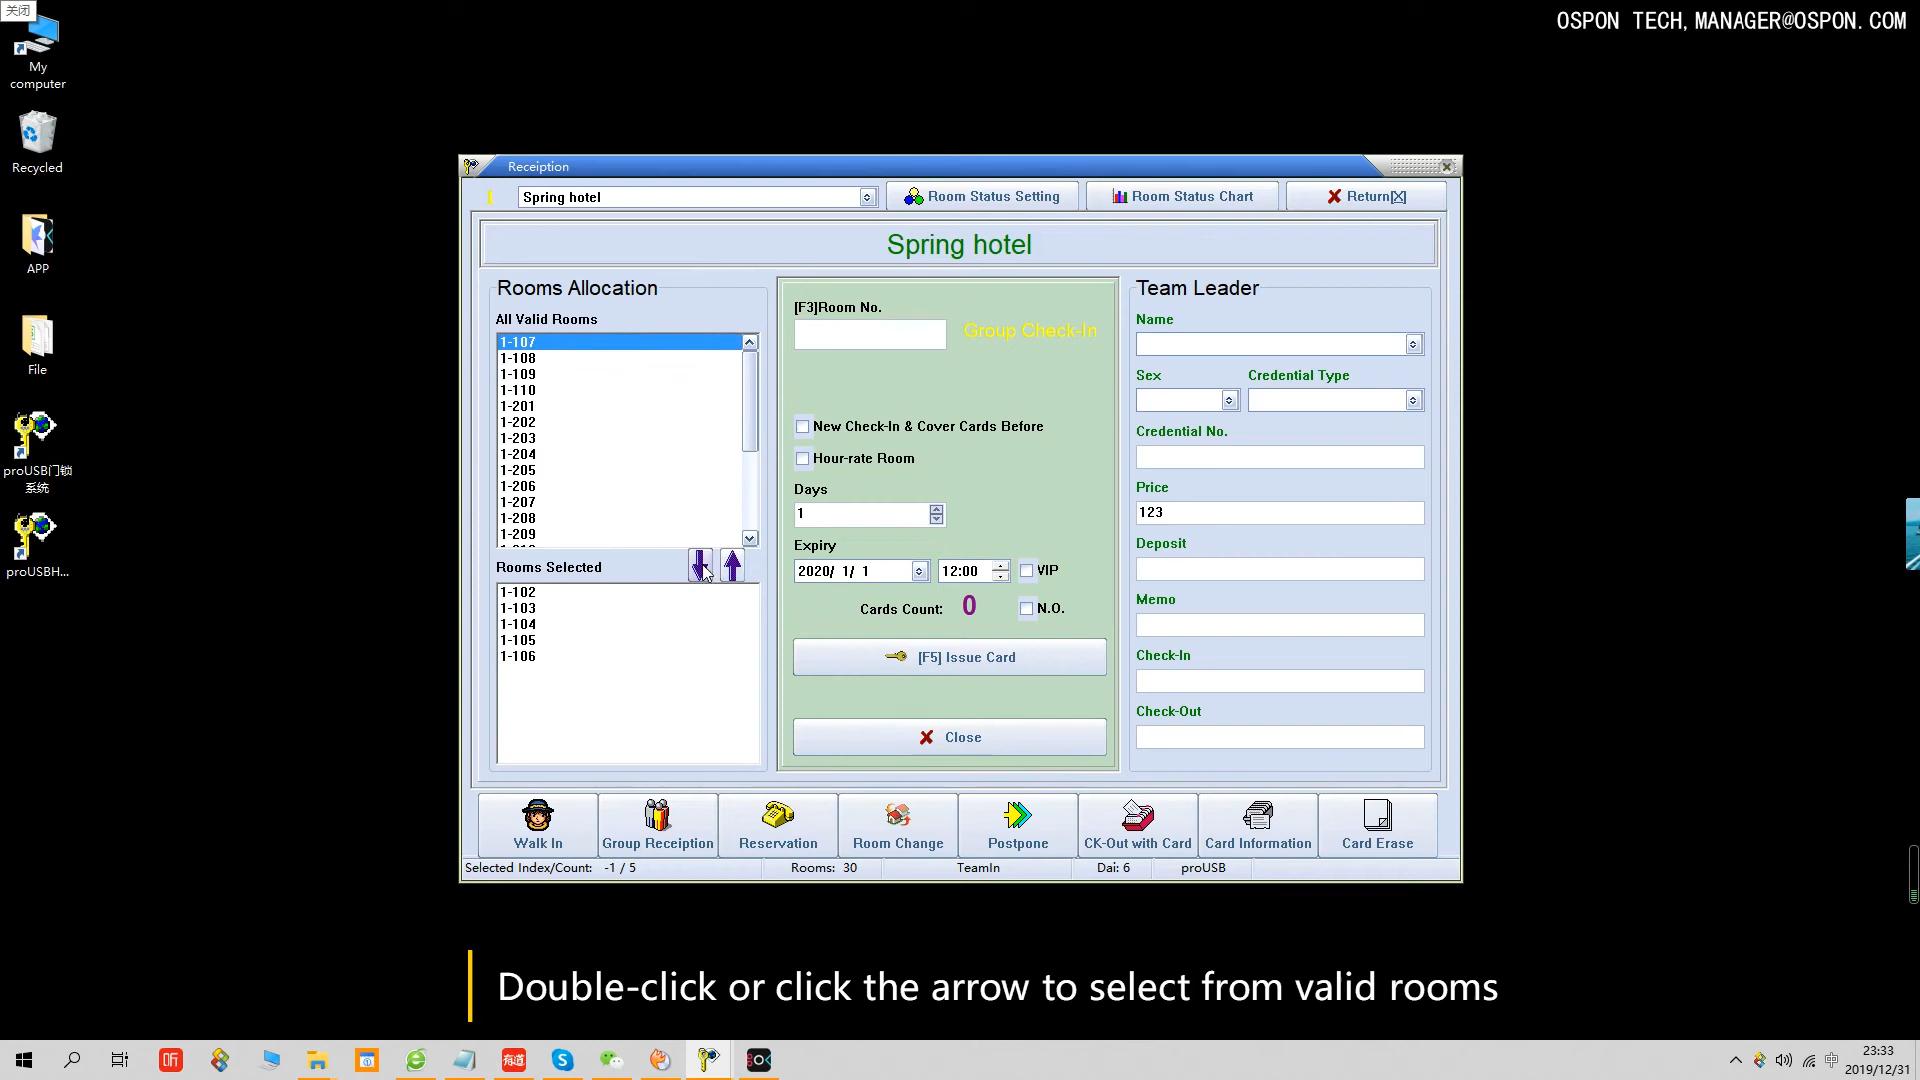 关闭
OSPON TECH,MANAGER@OSPON.COM
My
computer
Recycled
APP
File
proUSB门锁
系统
proUSBH...
Receiption
1
Spring hotel
Room Status Setting
Room Status Chart
Return[X]
Spring hotel
Rooms Allocation
All Valid Rooms
1-107
1-108
1-109
1-110
1-201
1-202
1-203
1-204
1-205
1-206
1-207
1-208
1-209
Rooms Selected
1-102
1-103
1-104
1-105
1-106
[F3]Room No.
Group Check-In
New Check-In & Cover Cards Before
Hour-rate Room
Days
1
Expiry
2020/ 1/ 1
12:00
VIP
Cards Count: 0
N.O.
[F5] Issue Card
Close
Team Leader
Name
Sex
Credential Type
Credential No.
Price
123
Deposit
Memo
Check-In
Check-Out
Walk In
Group Receiption
Reservation
Room Change
Postpone
CK-Out with Card
Card Information
Card Erase
Selected Index/Count: -1 / 5
Rooms: 30
TeamIn
Dai: 6
proUSB
Double-click or click the arrow to select from valid rooms
听
有道
中
23:33
2019/12/31